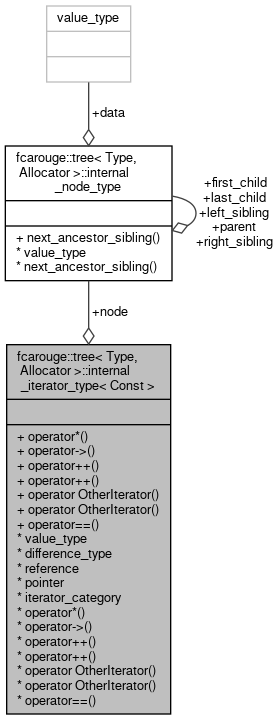 value_type
+data
fcarouge::tree< Type,
Allocator >::internal
_node_type
+ next_ancestor_sibling()
* value_type
* next_ancestor_sibling()
+first_child
+last_child
+left_sibling
+parent
+right_sibling
+node
fcarouge::tree< Type,
Allocator >::internal
_iterator_type< Const >
+ operator*()
+ operator->()
+ operator++()
+ operator++()
+ operator OtherIterator()
+ operator OtherIterator()
+ operator==()
* value_type
* difference_type
* reference
* pointer
* iterator_category
* operator*()
* operator->()
* operator++()
* operator++()
* operator OtherIterator()
* operator OtherIterator()
* operator==()